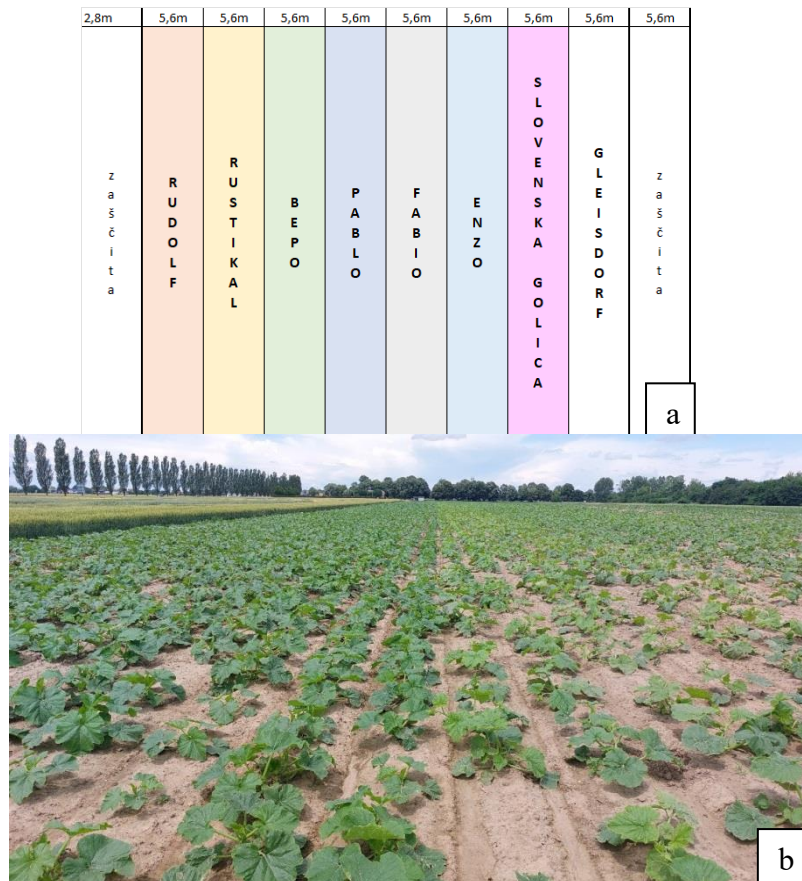 2,8m 5,6m 5,6m 5,6m 5,6m 5,6m 5,6m 5,6m 5,6m 5,6m
zaščita
RUDOLF
RUSTIKAL
BEPO
PABLO
FABIO
ENZO
SLOVENSKA GOLICA
GLEISDORF
zaščita
a
b